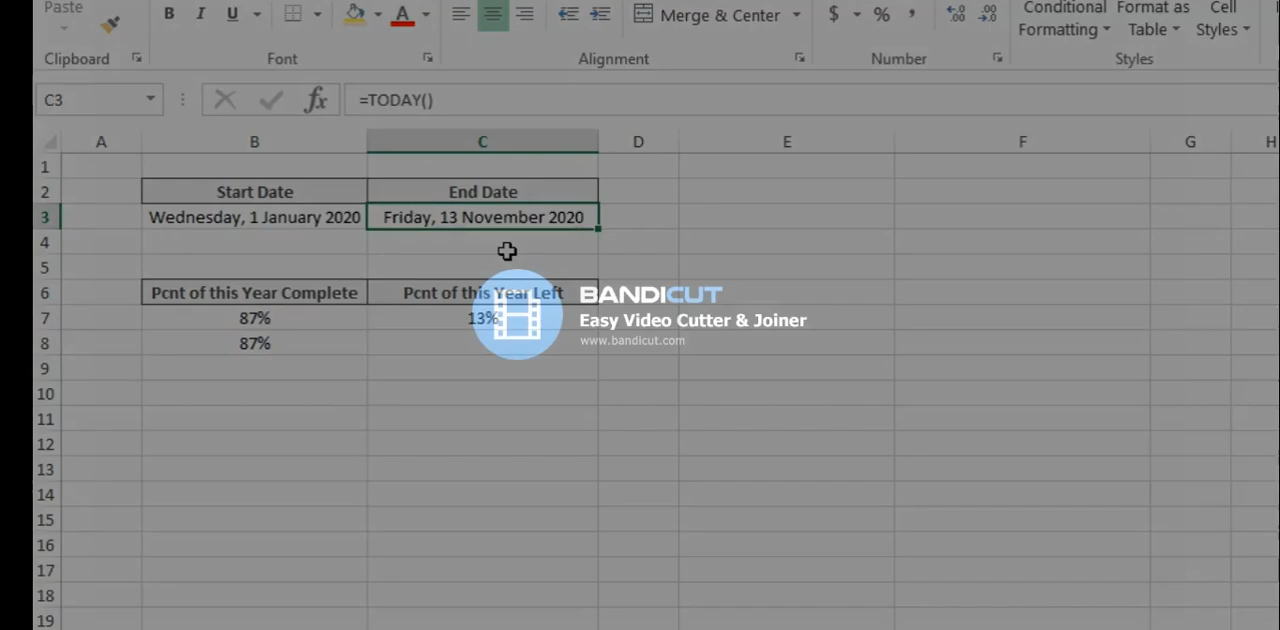 Paste
B I U
A
Merge & Center
$ % ,
Conditional Format as Cell
Formatting Table Styles
Clipboard Font Alignment Number Styles
C3 fx =TODAY()
A B C D E F G H
1
2 Start Date End Date
3 Wednesday, 1 January 2020 Friday, 13 November 2020
4
5
6 Pcnt of this Year Complete Pcnt of this Year Left
BANDICUT
7 87% 13%
Easy Video Cutter & Joiner
www.bandicut.com
8 87%
9
10
11
12
13
14
15
16
17
18
19